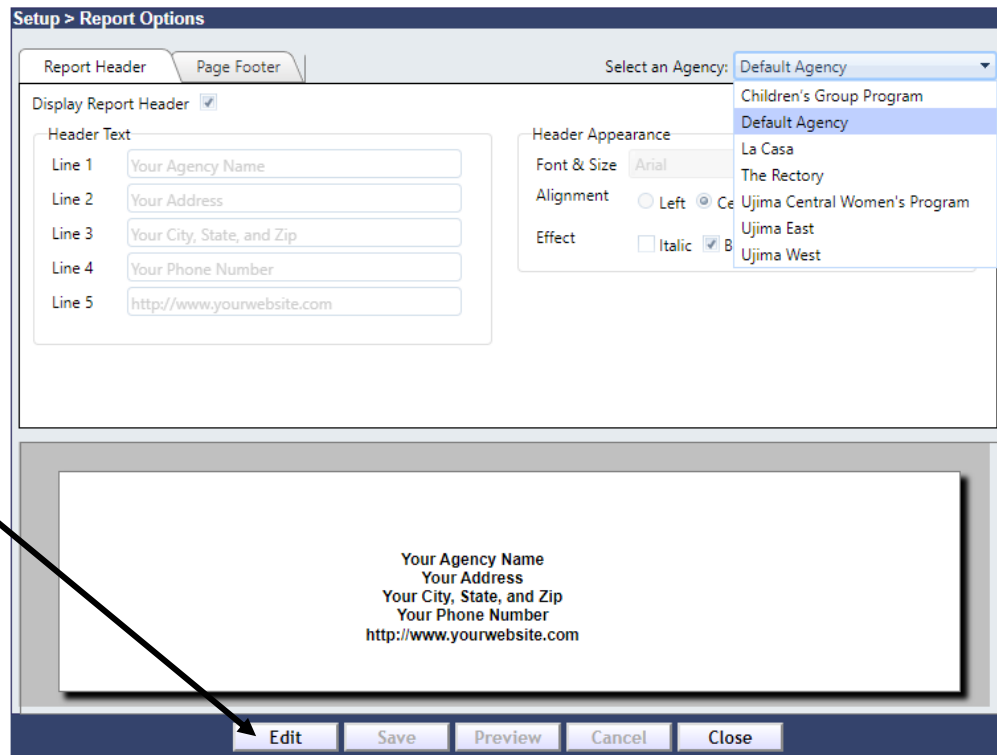 Setup > Report Options
Report Header Page Footer Select an Agency: Default Agency
Display Report Header
Children's Group Program
Default Agency
La Casa
The Rectory
Ujima Central Women's Program
Ujima East
Ujima West
Header Text
Line 1 Your Agency Name
Line 2 Your Address
Line 3 Your City, State, and Zip
Line 4 Your Phone Number
Line 5 http://www.yourwebsite.com
Header Appearance
Font & Size Arial
Alignment Left Ce
Effect Italic B
Your Agency Name
Your Address
Your City, State, and Zip
Your Phone Number
http://www.yourwebsite.com
Edit Save Preview Cancel Close